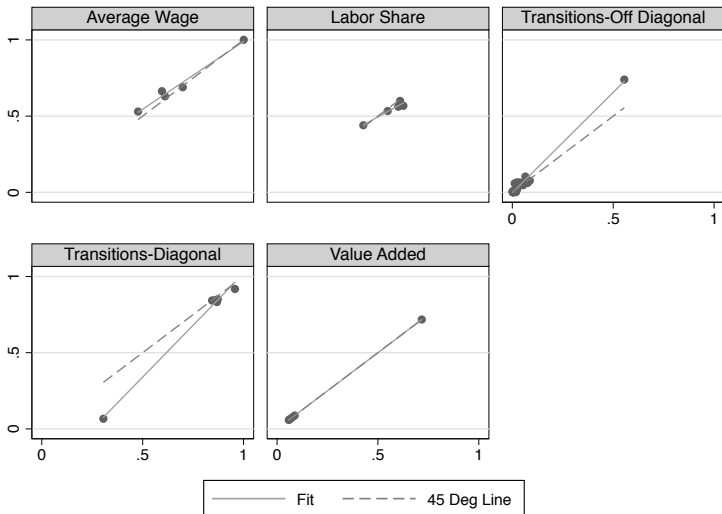 Average Wage
Labor Share
Transitions-Off Diagonal
0
.5
1
0
.5
1
Transitions-Diagonal
Value Added
0
.5
1
0
.5
1
0
.5
1
Fit
45 Deg Line